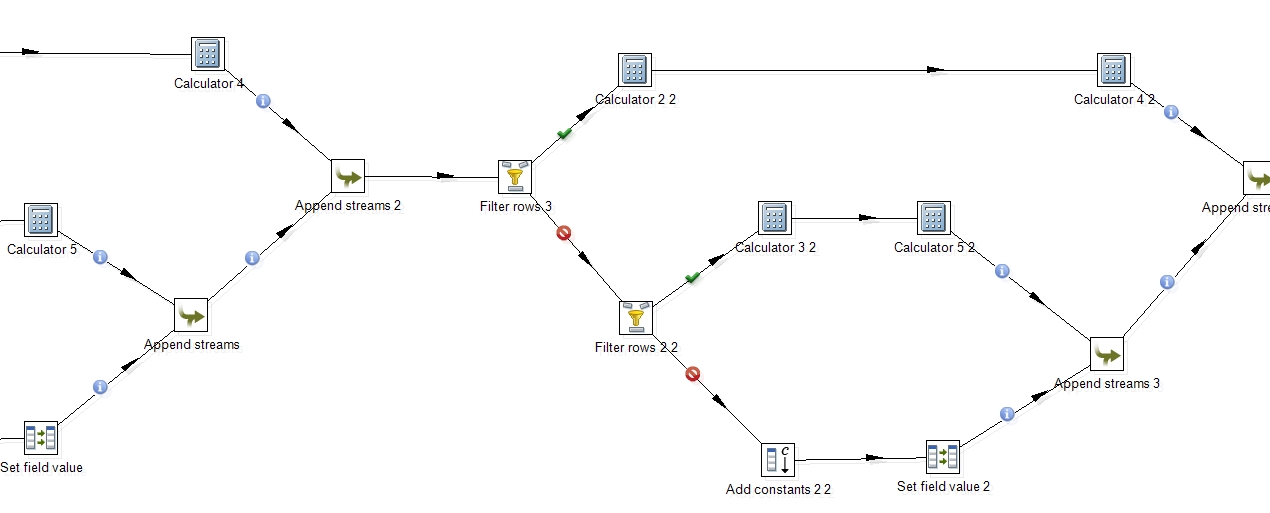 Calculator 4
Calculator 2 2
Calculator 4 2
Append streams 2
Filter rows 3
Append stre
Calculator 5
Calculator 3 2
Calculator 5 2
Append streams
Filter rows 2 2
Append streams 3
Set field value
Add constants 2 2
Set field value 2